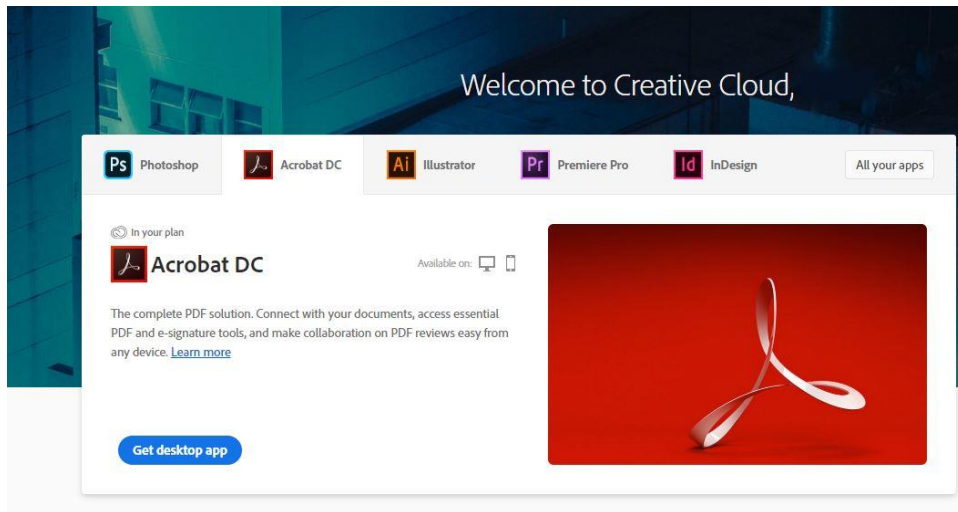 Welcome to Creative Cloud,
Ps Photoshop
Acrobat DC
Ai Illustrator
Pr Premiere Pro
Id InDesign
All your apps
In your plan
Acrobat DC
Available on:
The complete PDF solution. Connect with your documents, access essential
PDF and e-signature tools, and make collaboration on PDF reviews easy from
any device. Learn more
Get desktop app